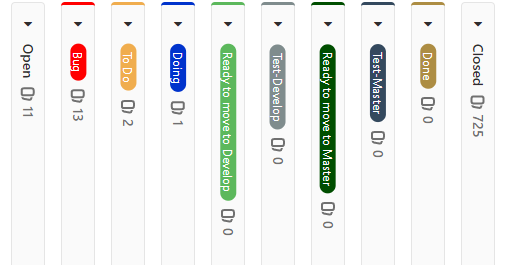 Open 11
Bug 13
To Do 2
Doing 1
Ready to move to Develop 0
Test-Develop 0
Ready to move to Master 0
Test-Master 0
Done 0
Closed 725